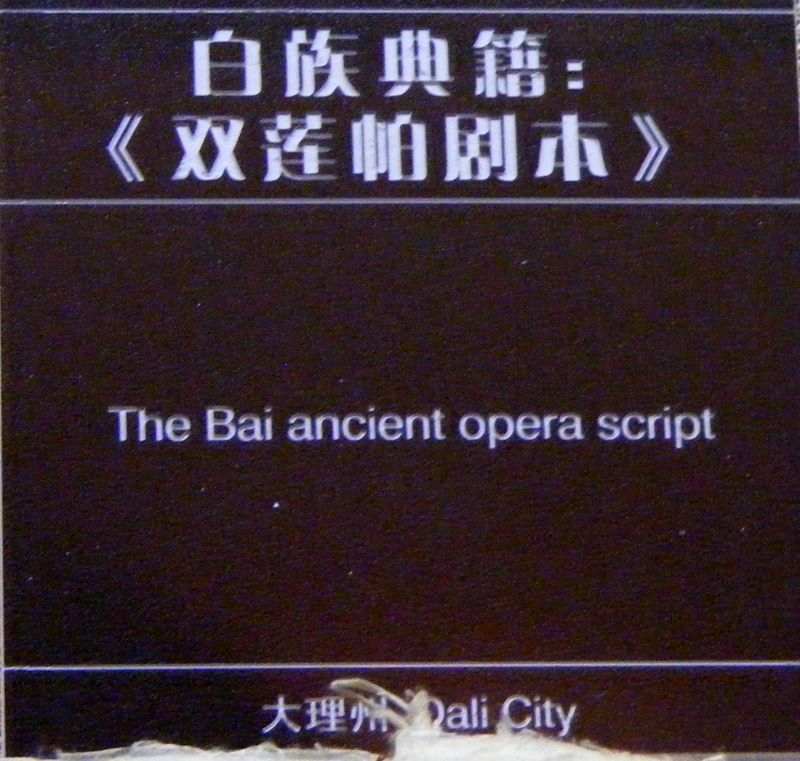 白族典籍：
《双莲帕剧本》
The Bai ancient opera script
大理州 Dali City